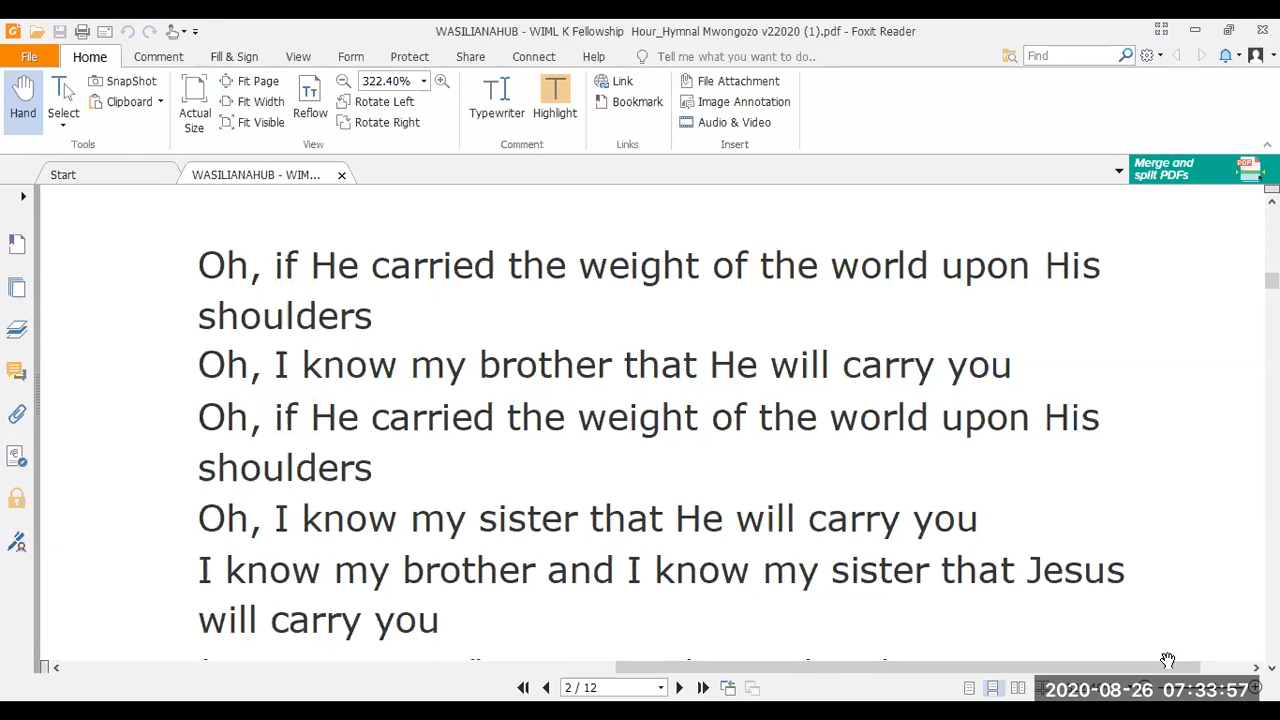 WASILIANAHUB - WIML K Fellowship Hour_Hymnal Mwongozo v22020 (1).pdf - Foxit Reader
File Home Comment Fill & Sign View Form Protect Share Connect Help Tell me what you want to do.. Find
Hand
Select
SnapShot
Clipboard
Tools
Actual Size
Fit Page
Fit Width
Fit Visible
Reflow
322.40%
Rotate Left
Rotate Right
View
Typewriter
Highlight
Comment
Link
Bookmark
Links
File Attachment
Image Annotation
Audio & Video
Insert
Start
WASILIANAHUB - WIM...
Merge and
split PDFs
Oh, if He carried the weight of the world upon His
shoulders
Oh, I know my brother that He will carry you
Oh, if He carried the weight of the world upon His
shoulders
Oh, I know my sister that He will carry you
I know my brother and I know my sister that Jesus
will carry you
2 / 12
2020-08-26 07:33:57